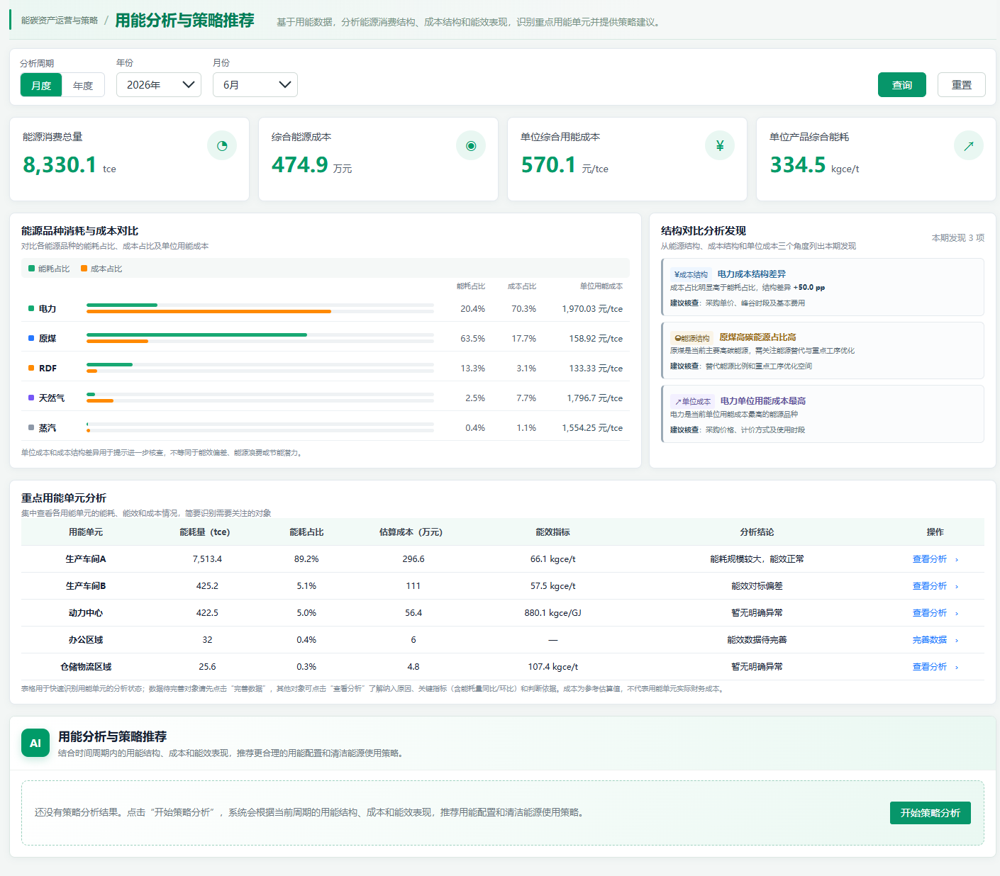 能碳资产运营与策略 / 用能分析与策略推荐 基于用能数据，分析能源消费结构、成本结构和能效表现，识别重点用能单元并提供策略建议。
分析周期 年份 月份
月度 年度 2026年 6月 查询 重置
能源消费总量
8,330.1 tce
综合能源成本
474.9 万元
单位综合用能成本
¥
570.1 元/tce
单位产品综合能耗
334.5 kgce/t
能源品种消耗与成本对比
对比各能源品种的能耗占比、成本占比及单位用能成本
能耗占比 成本占比
能耗占比 成本占比 单位用能成本
电力 20.4% 70.3% 1,970.03 元/tce
原煤 63.5% 17.7% 158.92 元/tce
RDF 13.3% 3.1% 133.33 元/tce
天然气 2.5% 7.7% 1,796.7 元/tce
蒸汽 0.4% 1.1% 1,554.25 元/tce
单位成本和成本结构差异用于提示进一步核查，不等同于能效偏差、能源浪费或节能潜力。
结构对比分析发现
从能源结构、成本结构和单位成本三个角度列出本期发现
本期发现 3 项
¥成本结构 电力成本结构差异
成本占比明显高于能耗占比，结构差异 +50.0 pp
建议核查：采购单价、峰谷时段及基本费用
能源结构 原煤高碳能源占比高
原煤是当前主要高碳能源，需关注能源替代与重点工序优化
建议核查：替代能源比例和重点工序优化空间
↗单位成本 电力单位用能成本最高
电力是当前单位用能成本最高的能源品种
建议核查：采购价格、计价方式及使用时段
重点用能单元分析
集中查看各用能单元的能耗、能效和成本情况，简要识别需要关注的对象
用能单元 能耗量（tce） 能耗占比 估算成本（万元） 能效指标 分析结论 操作
生产车间A 7,513.4 89.2% 296.6 66.1 kgce/t 能耗规模较大，能效正常 查看分析 ›
生产车间B 425.2 5.1% 111 57.5 kgce/t 能效对标偏差 查看分析 ›
动力中心 422.5 5.0% 56.4 880.1 kgce/GJ 暂无明确异常 查看分析 ›
办公区域 32 0.4% 6 — 能效数据待完善 完善数据 ›
仓储物流区域 25.6 0.3% 4.8 107.4 kgce/t 暂无明确异常 查看分析 ›
表格用于快速识别用能单元的分析状态；数据待完善对象请先点击“完善数据”，其他对象可点击“查看分析”了解纳入原因、关键指标（含能耗量同比/环比）和判断依据。成本为参考估算值，不代表用能单元实际财务成本。
AI 用能分析与策略推荐
结合时间周期内的用能结构、成本和能效表现，推荐更合理的用能配置和清洁能源使用策略。
还没有策略分析结果。点击“开始策略分析”，系统会根据当前周期的用能结构、成本和能效表现，推荐用能配置和清洁能源使用策略。
开始策略分析